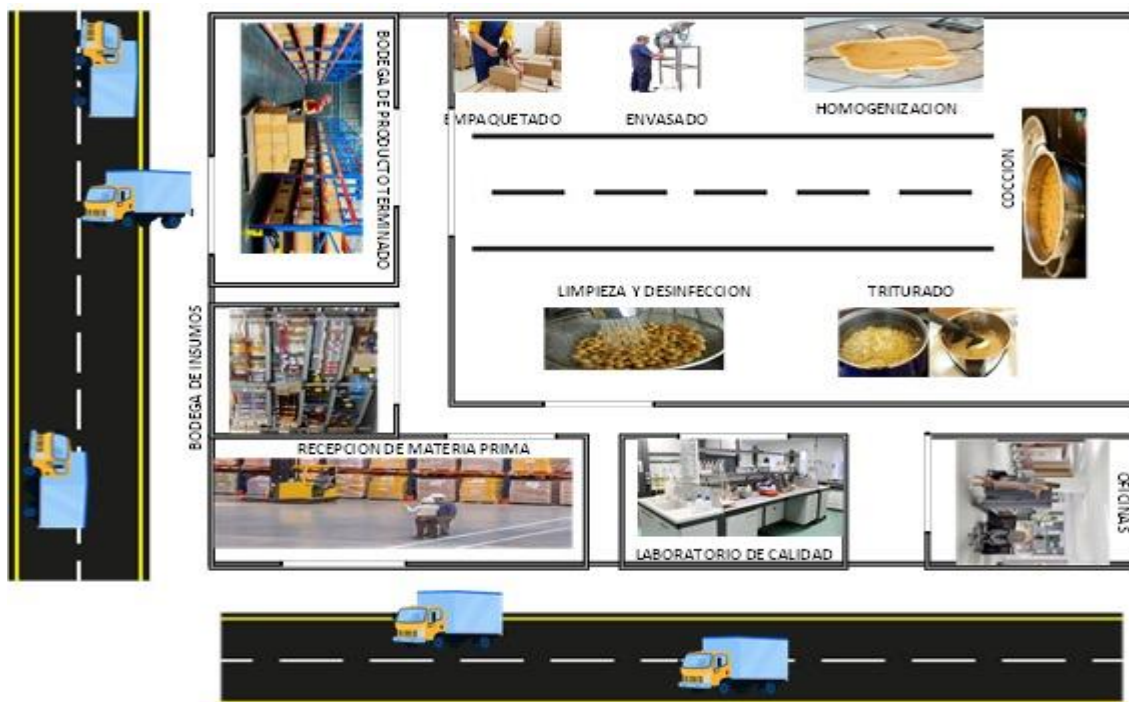 BODEGA DE PRODUCTO TERMINADO
EMPAQUETADO
ENVASADO
HOMOGENIZACION
COCCION
LIMPIEZA Y DESINFECCION
TRITURADO
BODEGA DE INSUMOS
RECEPCION DE MATERIA PRIMA
LABORATORIO DE CALIDAD
OFICINAS